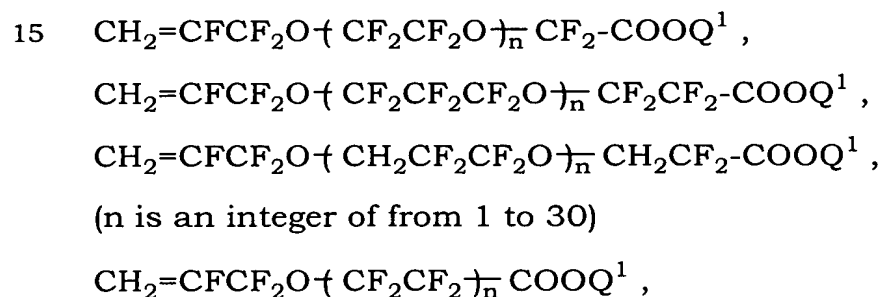 15 CH₂=CFCF₂O-(CF₂CF₂O)ₙ-CF₂-COOQ¹ ,
CH₂=CFCF₂O-(CF₂CF₂CF₂O)ₙ-CF₂CF₂-COOQ¹ ,
CH₂=CFCF₂O-(CH₂CF₂CF₂O)ₙ-CH₂CF₂-COOQ¹ ,
(n is an integer of from 1 to 30)
CH₂=CFCF₂O-(CF₂CF₂)ₙ-COOQ¹ ,